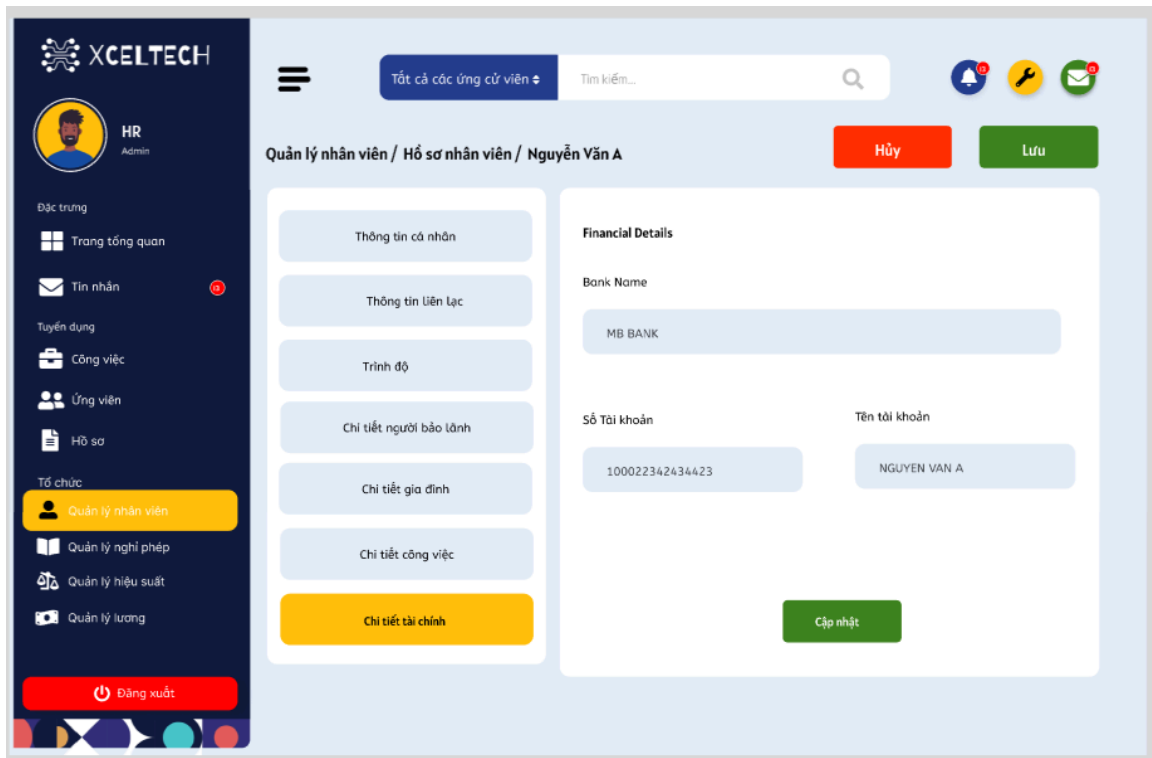 XCELTECH
HR
Admin
Đặc trưng
Trang tổng quan
Tin nhắn
13
Tuyển dụng
Công việc
Ứng viên
Hồ sơ
Tổ chức
Quản lý nhân viên
Quản lý nghỉ phép
Quản lý hiệu suất
Quản lý lương
Đăng xuất
Tất cả các ứng cử viên
Tìm kiếm...
13
13
Quản lý nhân viên / Hồ sơ nhân viên / Nguyễn Văn A
Hủy
Lưu
Thông tin cá nhân
Thông tin liên lạc
Trình độ
Chi tiết người bảo lãnh
Chi tiết gia đình
Chi tiết công việc
Chi tiết tài chính
Financial Details
Bank Name
MB BANK
Số Tài khoản
Tên tài khoản
100022342434423
NGUYEN VAN A
Cập nhật